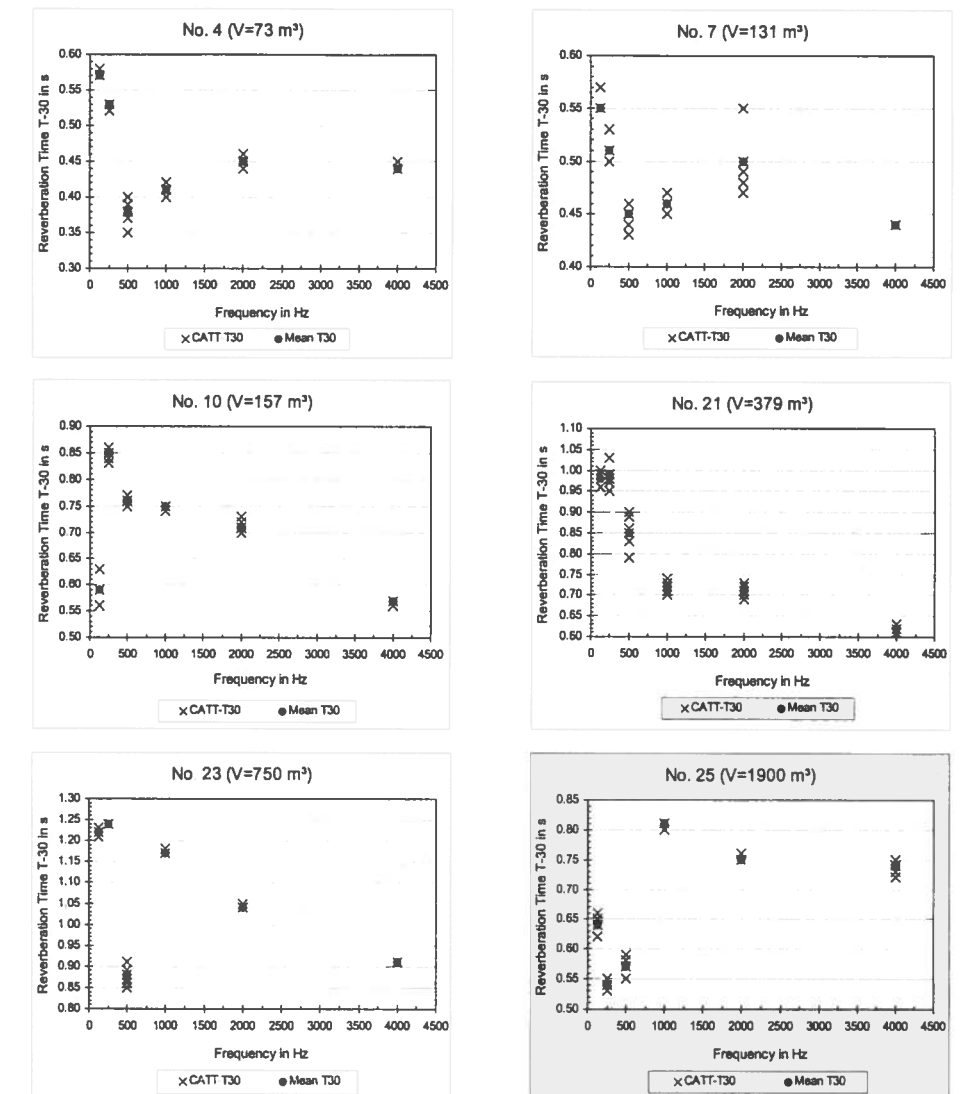 No. 4 (V=73 m³)
Reverberation Time T-30 in s
0.60
0.55
0.50
0.45
0.40
0.35
0.30
0 500 1000 1500 2000 2500 3000 3500 4000 4500
Frequency in Hz
×CATT T30 ●Mean T30
No. 7 (V=131 m³)
Reverberation Time T-30 in s
0.60
0.55
0.50
0.45
0.40
0 500 1000 1500 2000 2500 3000 3500 4000 4500
Frequency in Hz
×CATT-T30 ●Mean T30
No. 10 (V=157 m³)
Reverberation Time T-30 in s
0.90
0.85
0.80
0.75
0.70
0.65
0.60
0.55
0.50
0 500 1000 1500 2000 2500 3000 3500 4000 4500
Frequency in Hz
×CATT-T30 ●Mean T30
No. 21 (V=379 m³)
Reverberation Time T-30 in s
1.10
1.05
1.00
0.95
0.90
0.85
0.80
0.75
0.70
0.65
0.60
0 500 1000 1500 2000 2500 3000 3500 4000 4500
Frequency in Hz
×CATT-T30 ●Mean T30
No 23 (V=750 m³)
Reverberation Time T-30 in s
1.30
1.25
1.20
1.15
1.10
1.05
1.00
0.95
0.90
0.85
0.80
0 500 1000 1500 2000 2500 3000 3500 4000 4500
Frequency in Hz
×CATT T30 ●Mean T30
No. 25 (V=1900 m³)
Reverberation Time T-30 in s
0.85
0.80
0.75
0.70
0.65
0.60
0.55
0.50
0 500 1000 1500 2000 2500 3000 3500 4000 4500
Frequency in Hz
×CATT-T30 ●Mean T30